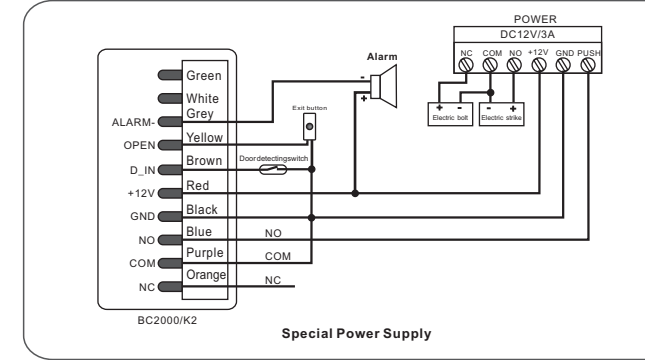 POWER
DC12V/3A
NC COM NO +12V GND PUSH
Alarm
-
+
+ - - +
Electric bolt Electric strike
Exit button
Green
White
Grey
ALARM-
Yellow
OPEN
Brown
D_IN
Doordetectingswitch
Red
+12V
Black
GND
Blue
NO NO
Purple
COM COM
Orange
NC NC
BC2000/K2
Special Power Supply